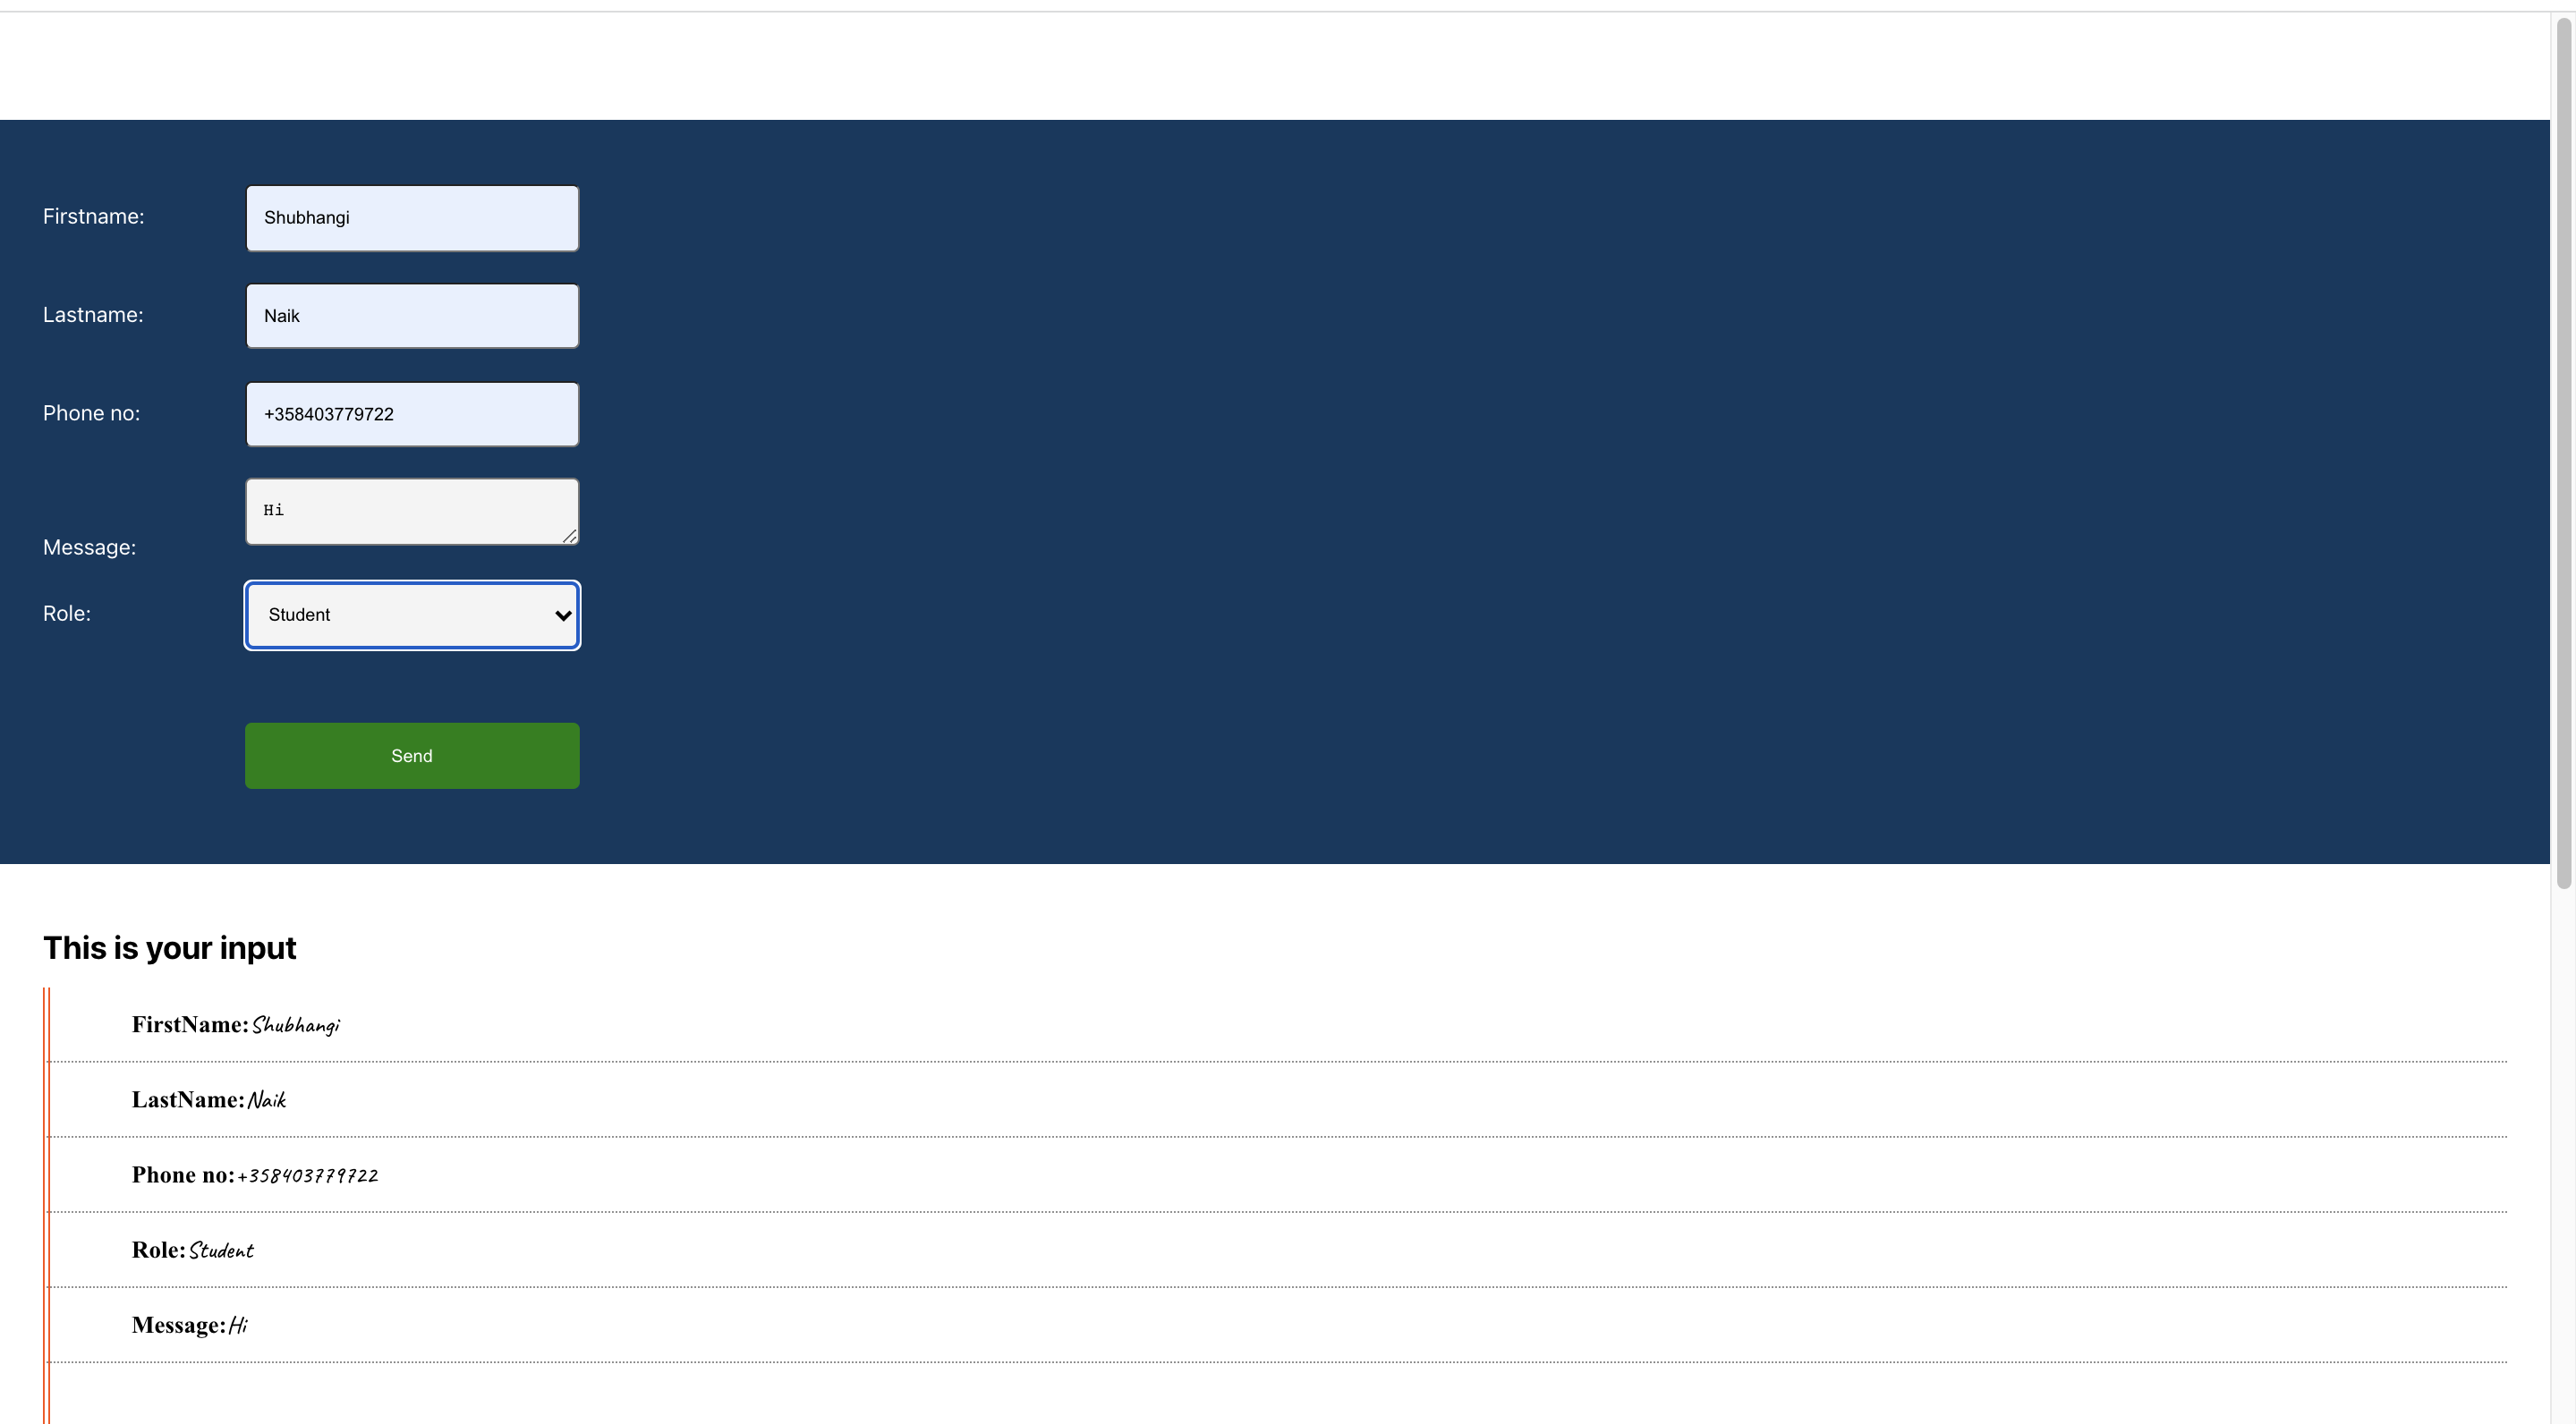 Firstname: Shubhangi
Lastname: Naik
Phone no: +358403779722
Message: Hi
Role: Student
Send
This is your input
FirstName:Shubhangi
LastName:Naik
Phone no:+358403779722
Role:Student
Message:Hi